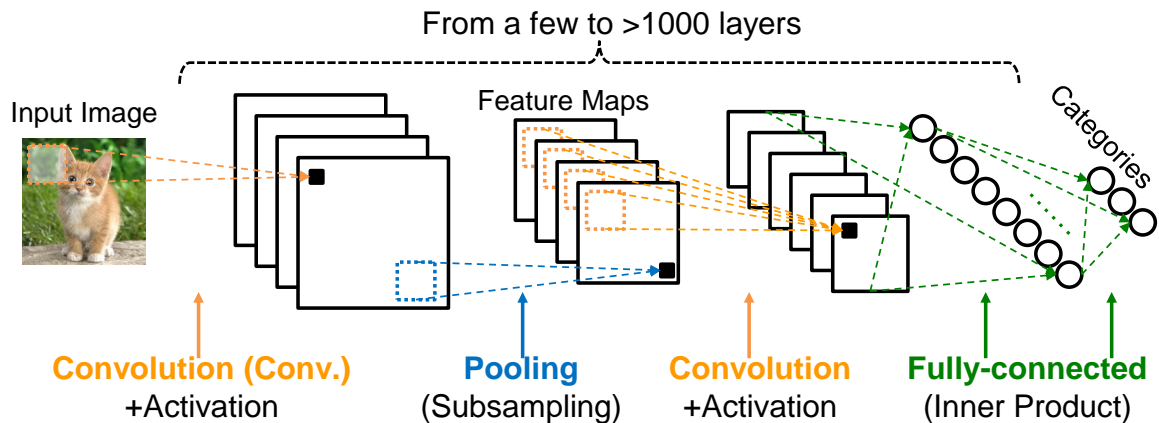 From a few to >1000 layers
Input Image
Feature Maps
Categories
Convolution (Conv.)
+Activation
Pooling
(Subsampling)
Convolution
+Activation
Fully-connected
(Inner Product)